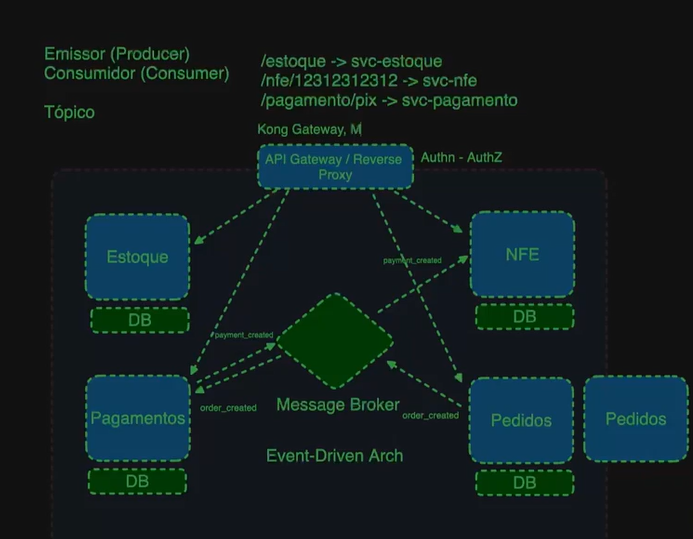 Emissor (Producer)
Consumidor (Consumer)
Tópico
/estoque -> svc-estoque
/nfe/12312312312 -> svc-nfe
/pagamento/pix -> svc-pagamento
Kong Gateway, M
API Gateway / Reverse
Proxy
Authn - AuthZ
Estoque
DB
NFE
DB
payment_created
payment_created
Pagamentos
DB
order_created
Message Broker
order_created
Pedidos
DB
Pedidos
Event-Driven Arch